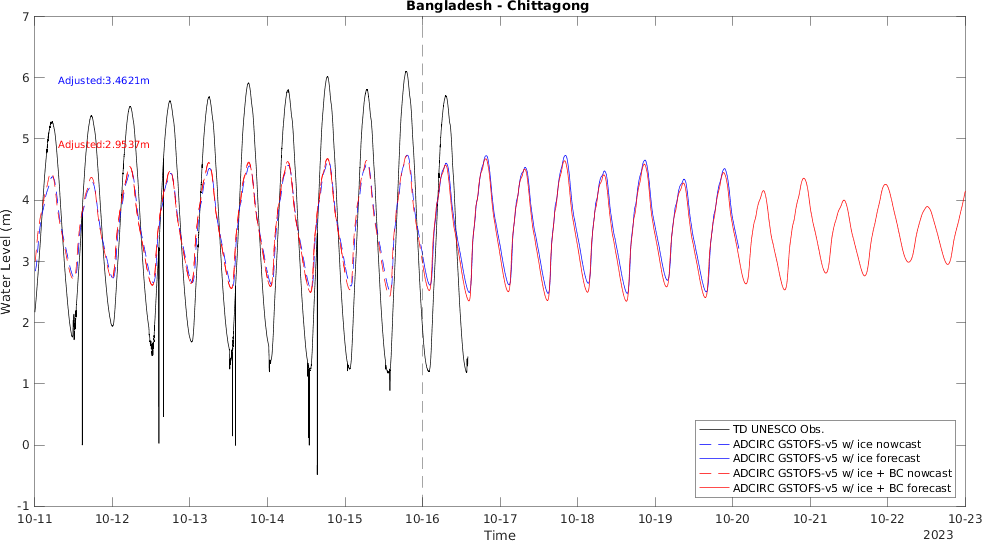 Bangladesh - Chittagong
7
6
5
4
3
2
1
0
-1
Water Level (m)
Adjusted:3.4621m
Adjusted:2.9537m
TD UNESCO Obs.
ADCIRC GSTOFS-v5 w/ ice nowcast
ADCIRC GSTOFS-v5 w/ ice forecast
ADCIRC GSTOFS-v5 w/ ice + BC nowcast
ADCIRC GSTOFS-v5 w/ ice + BC forecast
10-11 10-12 10-13 10-14 10-15 10-16 10-17 10-18 10-19 10-20 10-21 10-22 10-23
Time
2023